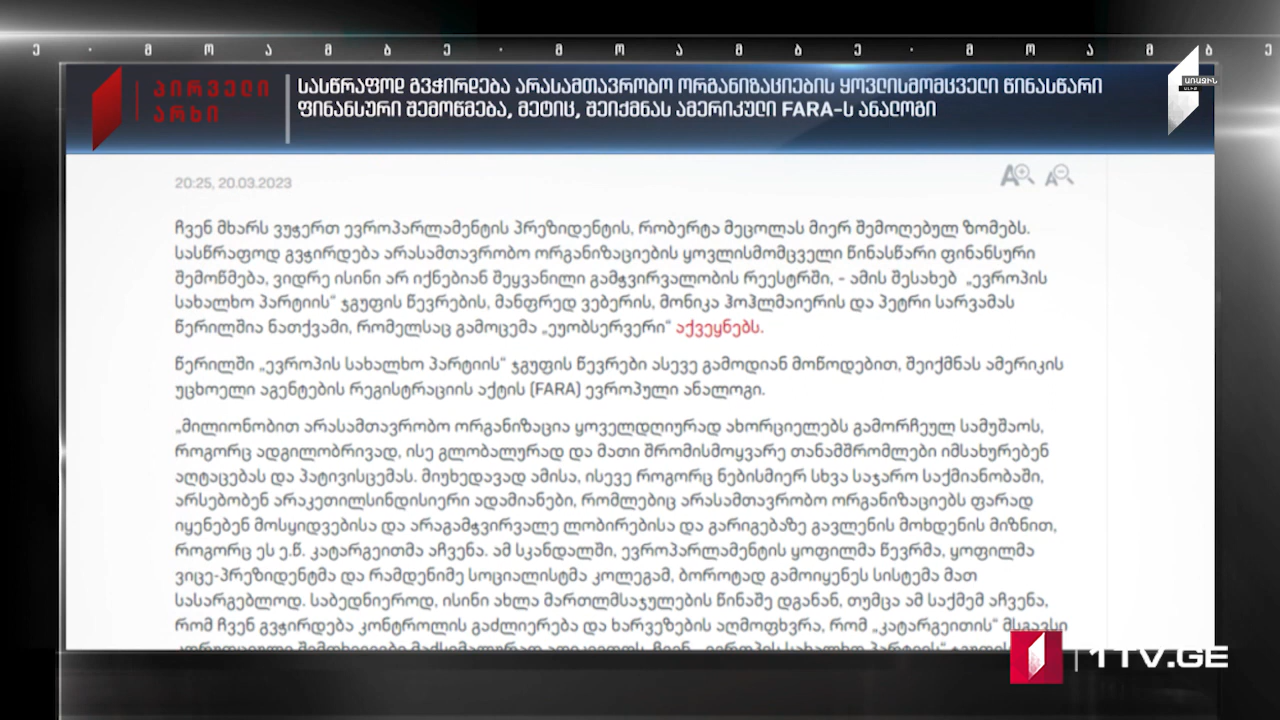 ე · მ ო ა მ ბ ე · მ ო ა მ ბ ე · მ ო ა მ ბ ე
პირველი
არხი
სასწრაფოდ გვჭირდება არასამთავრობო ორგანიზაციების ყოვლისმომცველი წინასწარი
ფინანსური შემოწმება, მეტიც, შეიქმნას ამერიკული FARA-ს ანალოგი
ԱՌԱՋԻՆ
ԱԼԻՔ
20:25, 20.03.2023
ჩვენ მხარს ვუჭერთ ევროპარლამენტის პრეზიდენტის, რობერტა მეცოლას მიერ შემოღებულ ზომებს.
სასწრაფოდ გვჭირდება არასამთავრობო ორგანიზაციების ყოვლისმომცველი წინასწარი ფინანსური
შემოწმება, ვიდრე ისინი არ იქნებიან შეყვანილი გამჭვირვალობის რეესტრში, - ამის შესახებ „ევროპის
სახალხო პარტიის“ ჯგუფის წევრების, მანფრედ ვებერის, მონიკა ჰოჰლმაიერის და პეტრი სარვამას
წერილშია ნათქვამი, რომელსაც გამოცემა „ეუობსერვერი“ აქვეყნებს.
წერილში „ევროპის სახალხო პარტიის“ ჯგუფის წევრები ასევე გამოდიან მოწოდებით, შეიქმნას ამერიკის
უცხოელი აგენტების რეგისტრაციის აქტის (FARA) ევროპული ანალოგი.
„მილიონობით არასამთავრობო ორგანიზაცია ყოველდღიურად ახორციელებს გამორჩეულ სამუშაოს,
როგორც ადგილობრივად, ისე გლობალურად და მათი შრომისმოყვარე თანამშრომლები იმსახურებენ
აღტაცებას და პატივისცემას. მიუხედავად ამისა, ისევე როგორც ნებისმიერ სხვა საჯარო საქმიანობაში,
არსებობენ არაკეთილსინდისიერი ადამიანები, რომლებიც არასამთავრობო ორგანიზაციებს ფარად
იყენებენ მოსყიდვებისა და არაგამჭვირვალე ლობირებისა და გარიგებაზე გავლენის მოხდენის მიზნით,
როგორც ეს ე.წ. კატარგეითმა აჩვენა. ამ სკანდალში, ევროპარლამენტის ყოფილმა წევრმა, ყოფილმა
ვიცე-პრეზიდენტმა და რამდენიმე სოციალისტმა კოლეგამ, ბოროტად გამოიყენეს სისტემა მათ
სასარგებლოდ. საბედნიეროდ, ისინი ახლა მართლმსაჯულების წინაშე დგანან, თუმცა ამ საქმემ აჩვენა,
რომ ჩვენ გვჭირდება კონტროლის გაძლიერება და ხარვეზების აღმოფხვრა, რომ „კატარგეითის“ მსგავსი
1TV.GE